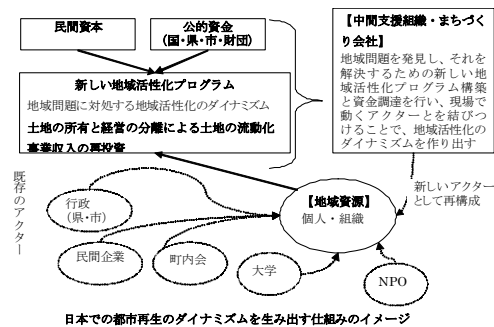 民間資本
公的資金
（国・県・市・財団）
新しい地域活性化プログラム
地域問題に対処する地域活性化のダイナミズム
土地の所有と経営の分離による土地の流動化
事業収入の再投資
【中間支援組織・まちづく
り会社】
地域問題を発見し、それを
解決するための新しい地
域活性化プログラム構築
と資金調達を行い、現場で
動くアクターとを結びつ
けることで、地域活性化の
ダイナミズムを作り出す
既存のアクター
行政
（県・市）
民間企業
町内会
大学
NPO
【地域資源】
個人・組織
新しいアクター
として再構成
日本での都市再生のダイナミズムを生み出す仕組みのイメージ